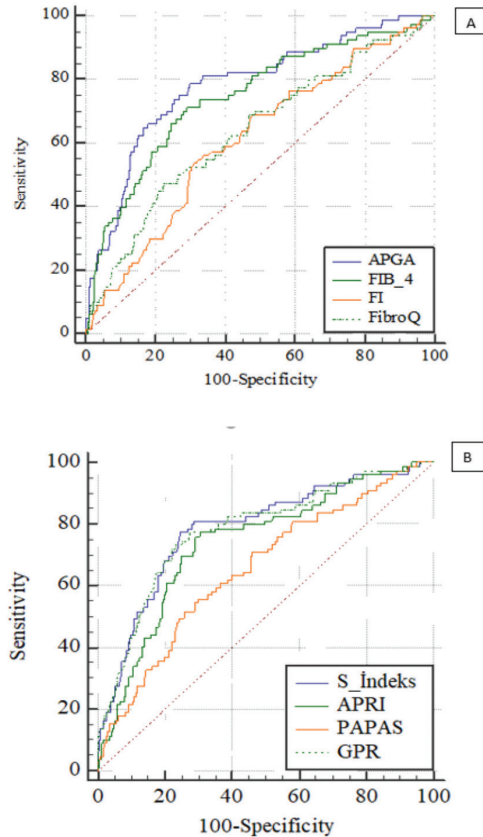 A
100
80
60
40
20
0
Sensitivity
0 20 40 60 80 100
100-Specificity
APGA
FIB_4
FI
FibroQ
B
100
80
60
40
20
0
Sensitivity
0 20 40 60 80 100
100-Specificity
S_İndeks
APRI
PAPAS
GPR